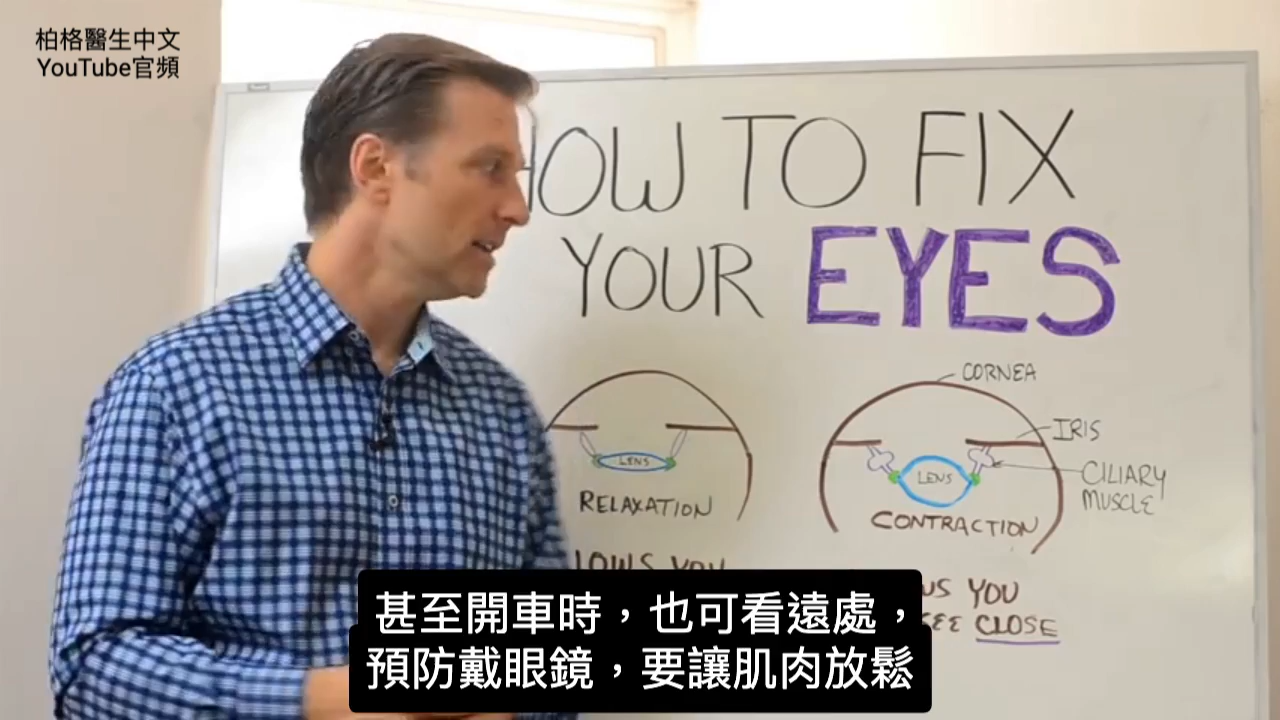 柏格醫生中文
YouTube官頻
HOW TO FIX
YOUR EYES
CORNEA
IRIS
LENS
LENS
CILIARY
MUSCLE
RELAXATION
CONTRACTION
YOU
YOU
SEE CLOSE
甚至開車時，也可看遠處，
預防戴眼鏡，要讓肌肉放鬆